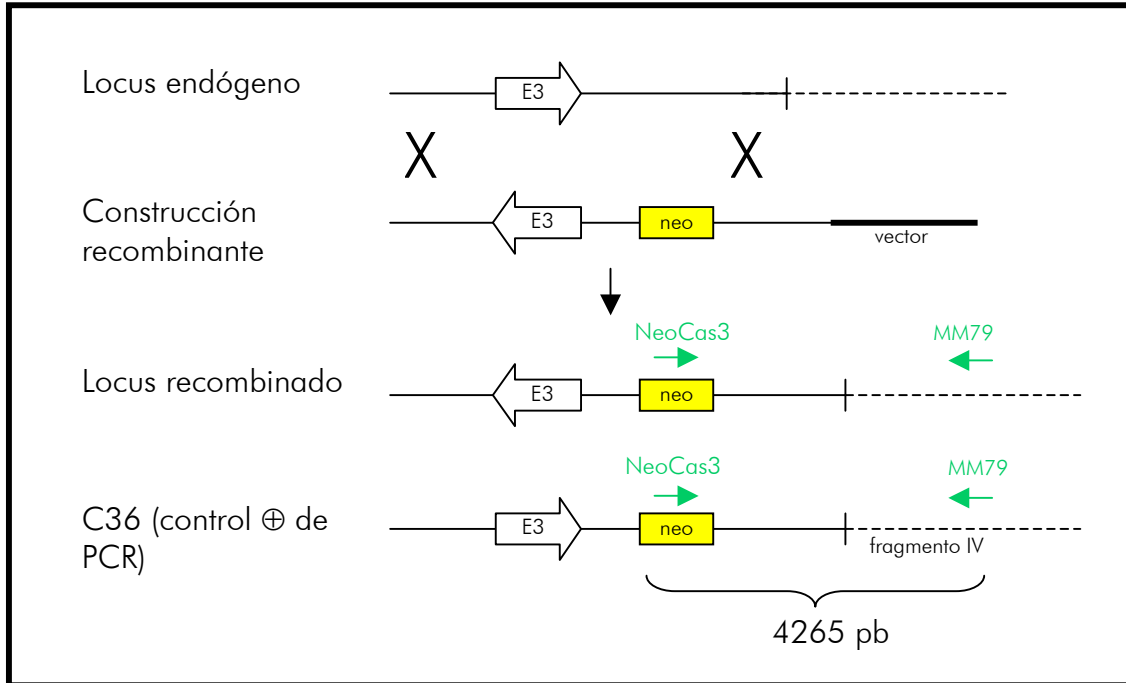 Locus endógeno
E3
X X
Construcción
recombinante
E3
neo
vector
NeoCas3
MM79
Locus recombinado
E3
neo
NeoCas3
MM79
C36 (control ⊕ de
PCR)
E3
neo
fragmento IV
4265 pb